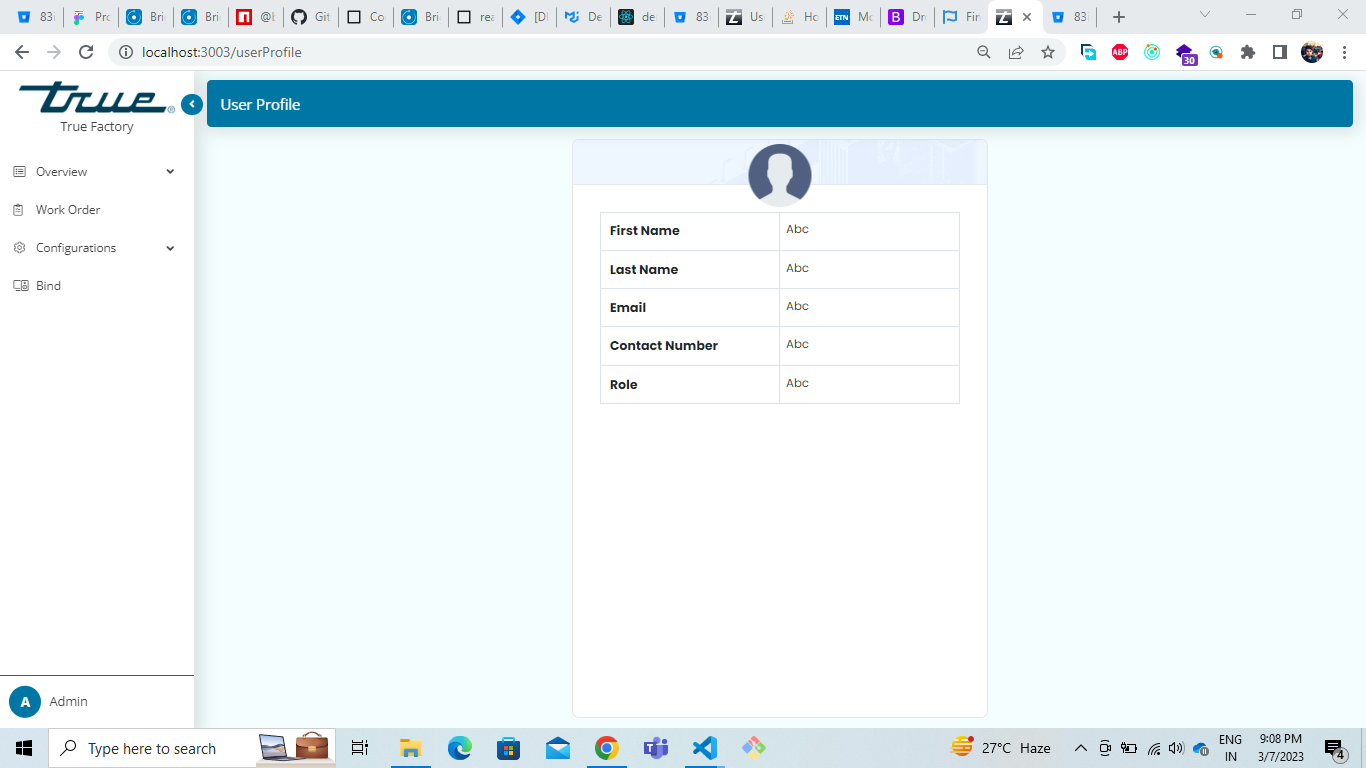 83
Pro
Bri
Bri
@b
Git
Co
Bri
rea
[D
De
de
83
Us
Ho
ETN
Mo
B
Dr
Fir
83
localhost:3003/userProfile
ABP
30
true®
True Factory
User Profile
Overview
Work Order
Configurations
Bind
First Name Abc
Last Name Abc
Email Abc
Contact Number Abc
Role Abc
A Admin
Type here to search
27°C Haze
ENG
IN
9:08 PM
3/7/2023
4